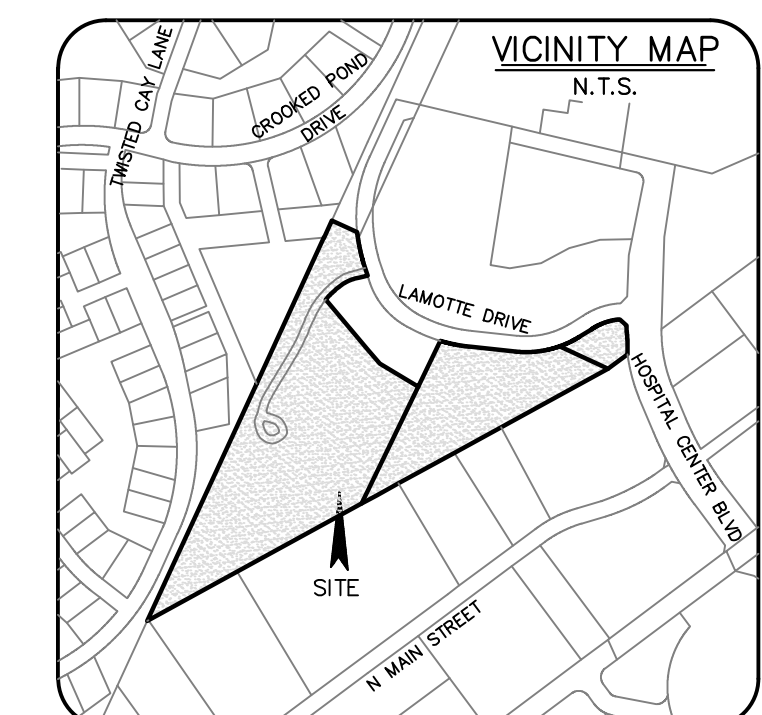 VICINITY MAP
N.T.S.
TWISTED CAY LANE
CROOKED POND
DRIVE
LAMOTTE DRIVE
HOSPITAL CENTER BLVD
SITE
N MAIN STREET